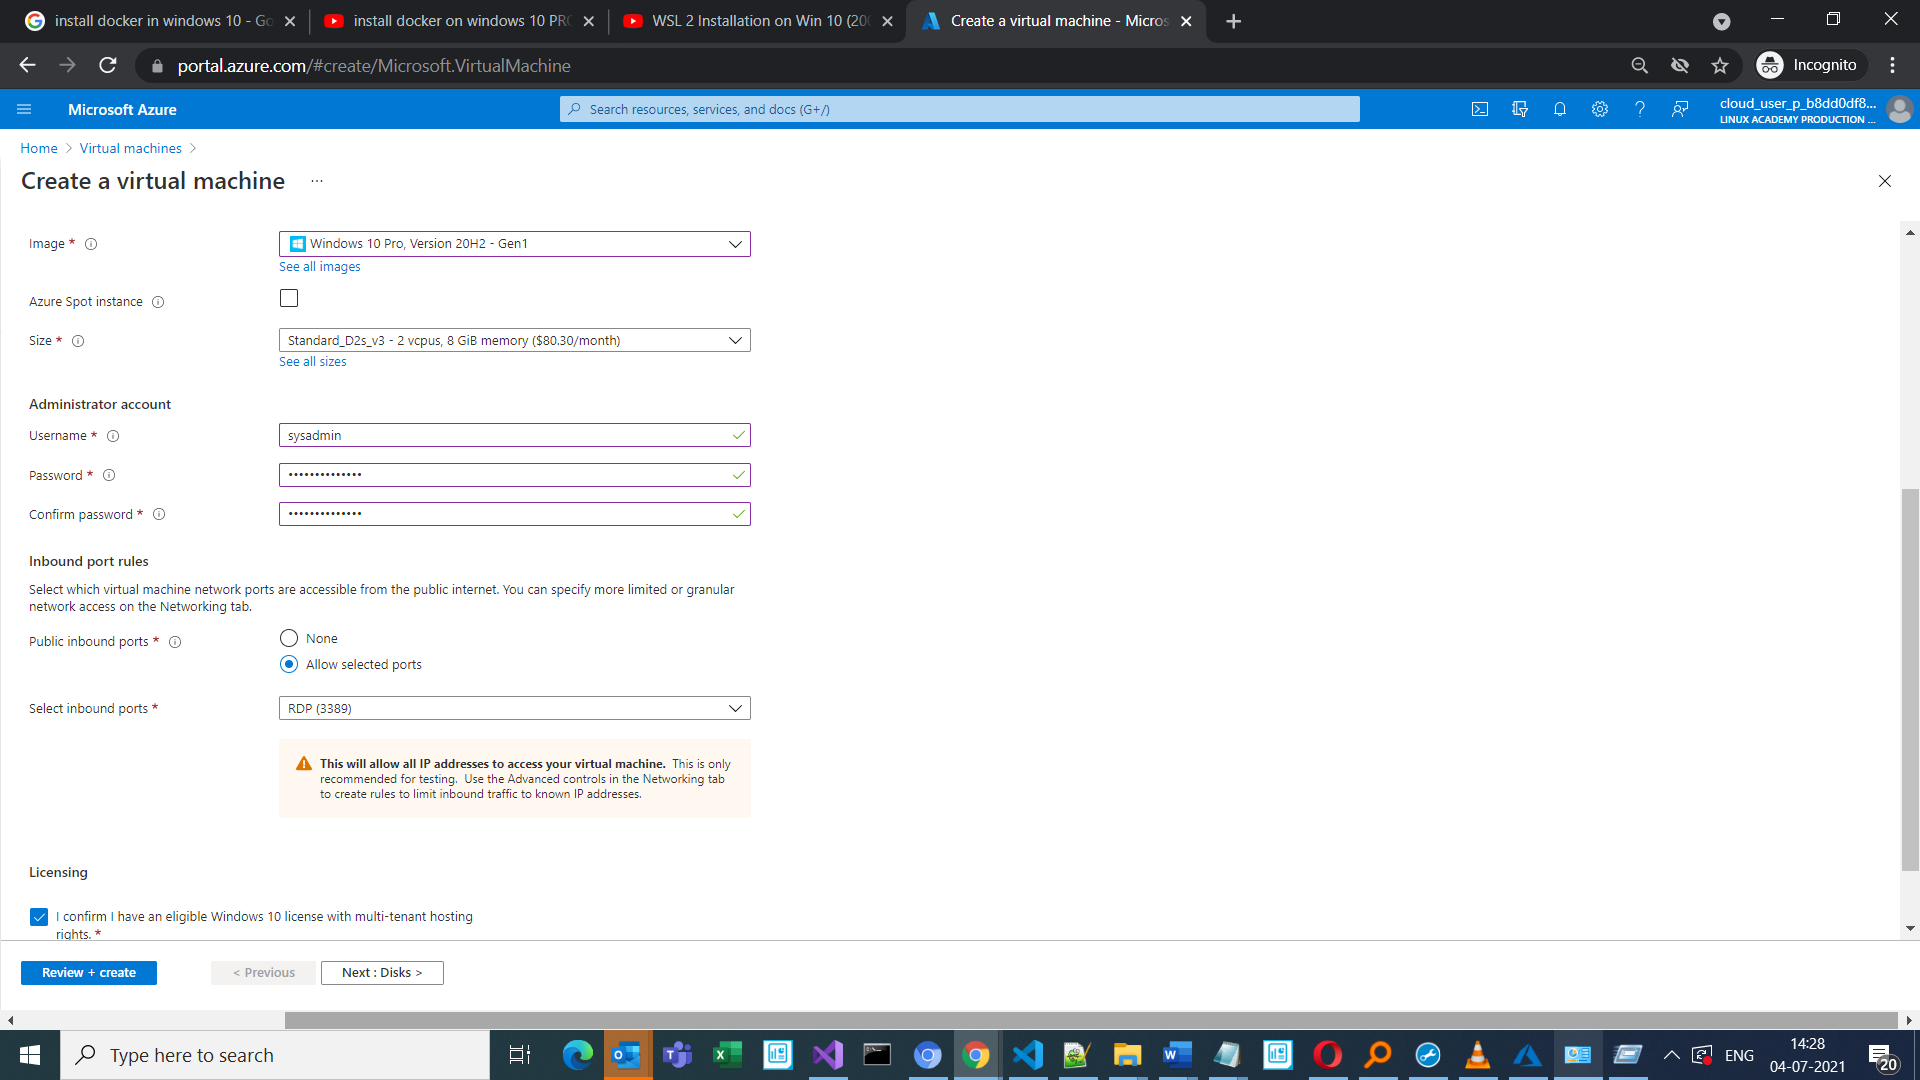 install docker in windows 10 - Go
install docker on windows 10 PRO
WSL 2 Installation on Win 10 (200
Create a virtual machine - Micros
portal.azure.com/#create/Microsoft.VirtualMachine
Incognito
Microsoft Azure
Search resources, services, and docs (G+/)
cloud_user_p_b8dd0df8...
LINUX ACADEMY PRODUCTION ...
Home > Virtual machines >
Create a virtual machine ...
Image *
Windows 10 Pro, Version 20H2 - Gen1
See all images
Azure Spot instance
Size *
Standard_D2s_v3 - 2 vcpus, 8 GiB memory ($80.30/month)
See all sizes
Administrator account
Username *
sysadmin
Password *
••••••••••••••
Confirm password *
••••••••••••••
Inbound port rules
Select which virtual machine network ports are accessible from the public internet. You can specify more limited or granular
network access on the Networking tab.
Public inbound ports *
None
Allow selected ports
Select inbound ports *
RDP (3389)
This will allow all IP addresses to access your virtual machine. This is only
recommended for testing. Use the Advanced controls in the Networking tab
to create rules to limit inbound traffic to known IP addresses.
Licensing
I confirm I have an eligible Windows 10 license with multi-tenant hosting
rights. *
Review + create
< Previous
Next : Disks >
Type here to search
ENG
14:28
04-07-2021
20